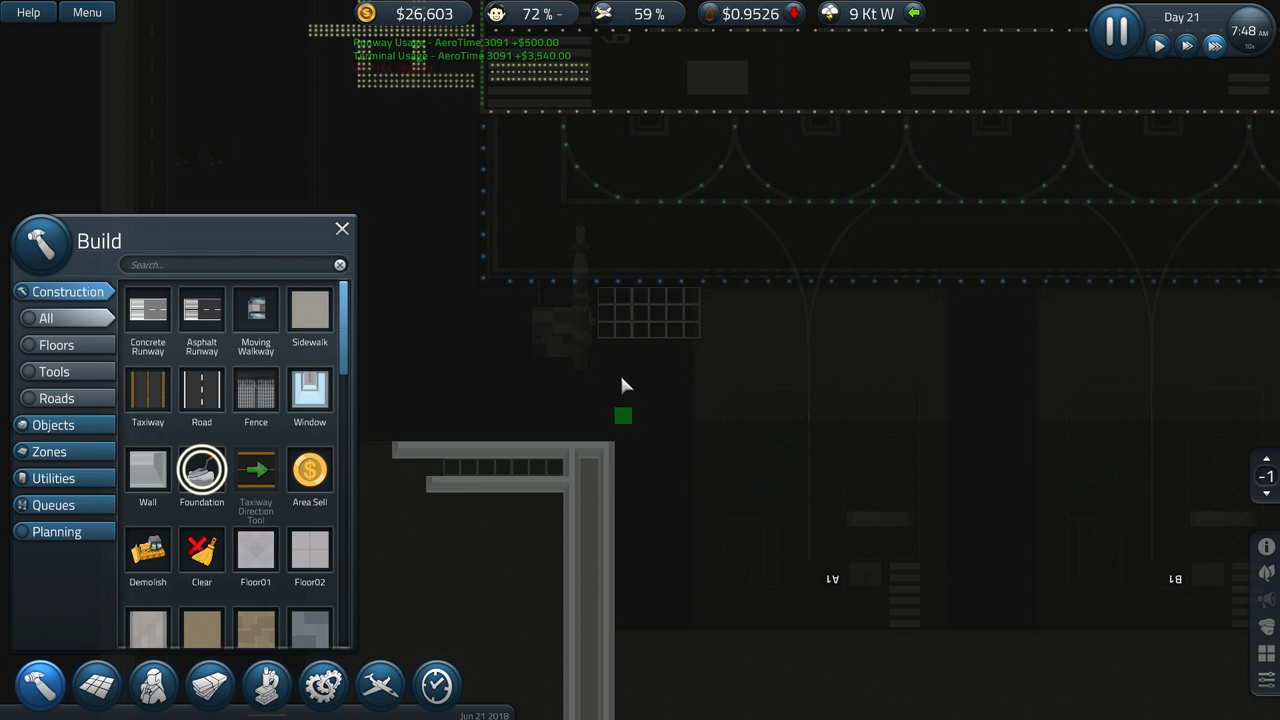 Help
Menu
$26,603
72 % -
59 %
$0.9526
9 Kt W
Day 21
7:48 AM
10x
Runway Usage - AeroTime 3091 +$500.00
Terminal Usage - AeroTime 3091 +$3,540.00
Build
Search...
Construction
All
Floors
Tools
Roads
Objects
Zones
Utilities
Queues
Planning
Concrete Runway
Asphalt Runway
Moving Walkway
Sidewalk
Taxiway
Road
Fence
Window
Wall
Foundation
Taxiway Direction Tool
Area Sell
Demolish
Clear
Floor01
Floor02
A1
B1
-1
Jun 21 2018